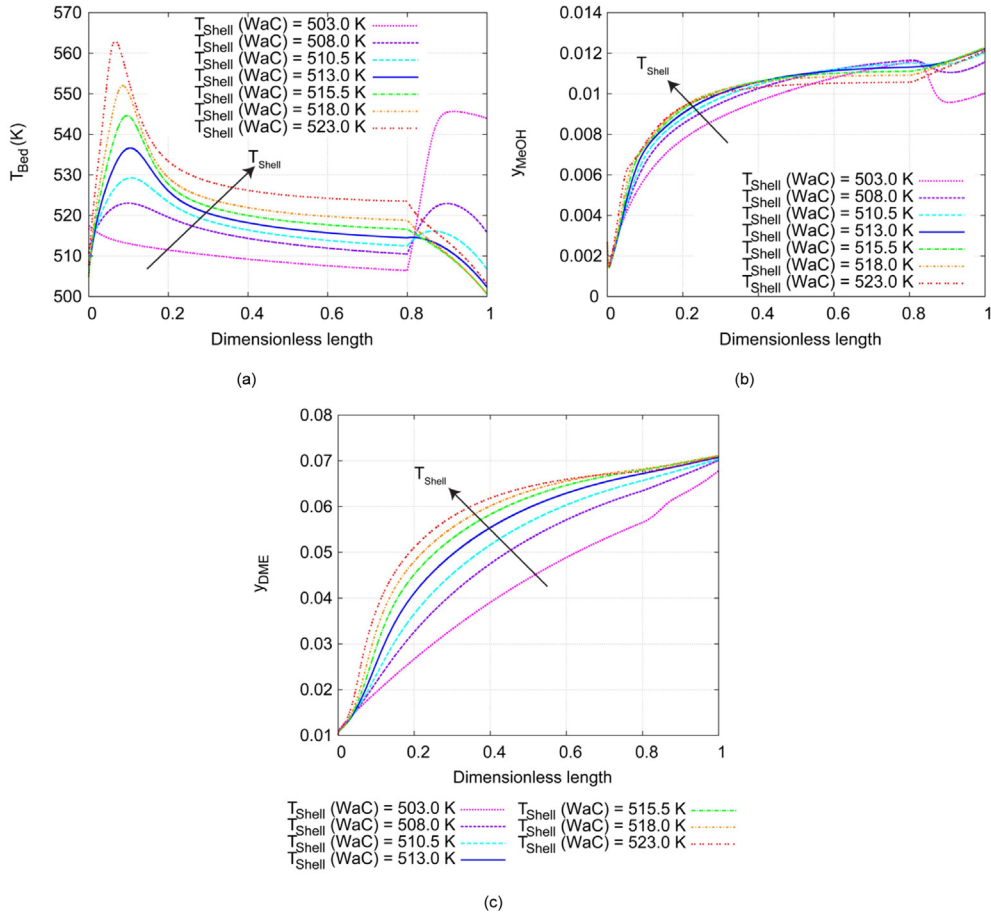 T_Shell (WaC) = 503.0 K
T_Shell (WaC) = 508.0 K
T_Shell (WaC) = 510.5 K
T_Shell (WaC) = 513.0 K
T_Shell (WaC) = 515.5 K
T_Shell (WaC) = 518.0 K
T_Shell (WaC) = 523.0 K
T_Shell
T_Bed (K)
570
560
550
540
530
520
510
500
0
0.2
0.4
0.6
0.8
1
Dimensionless length
(a)
0.014
0.012
0.010
0.008
0.006
0.004
0.002
0
y_MeOH
T_Shell
T_Shell (WaC) = 503.0 K
T_Shell (WaC) = 508.0 K
T_Shell (WaC) = 510.5 K
T_Shell (WaC) = 513.0 K
T_Shell (WaC) = 515.5 K
T_Shell (WaC) = 518.0 K
T_Shell (WaC) = 523.0 K
0
0.2
0.4
0.6
0.8
1
Dimensionless length
(b)
0.08
0.07
0.06
0.05
0.04
0.03
0.02
0.01
y_DME
T_Shell
0
0.2
0.4
0.6
0.8
1
Dimensionless length
T_Shell (WaC) = 503.0 K
T_Shell (WaC) = 508.0 K
T_Shell (WaC) = 510.5 K
T_Shell (WaC) = 513.0 K
T_Shell (WaC) = 515.5 K
T_Shell (WaC) = 518.0 K
T_Shell (WaC) = 523.0 K
(c)